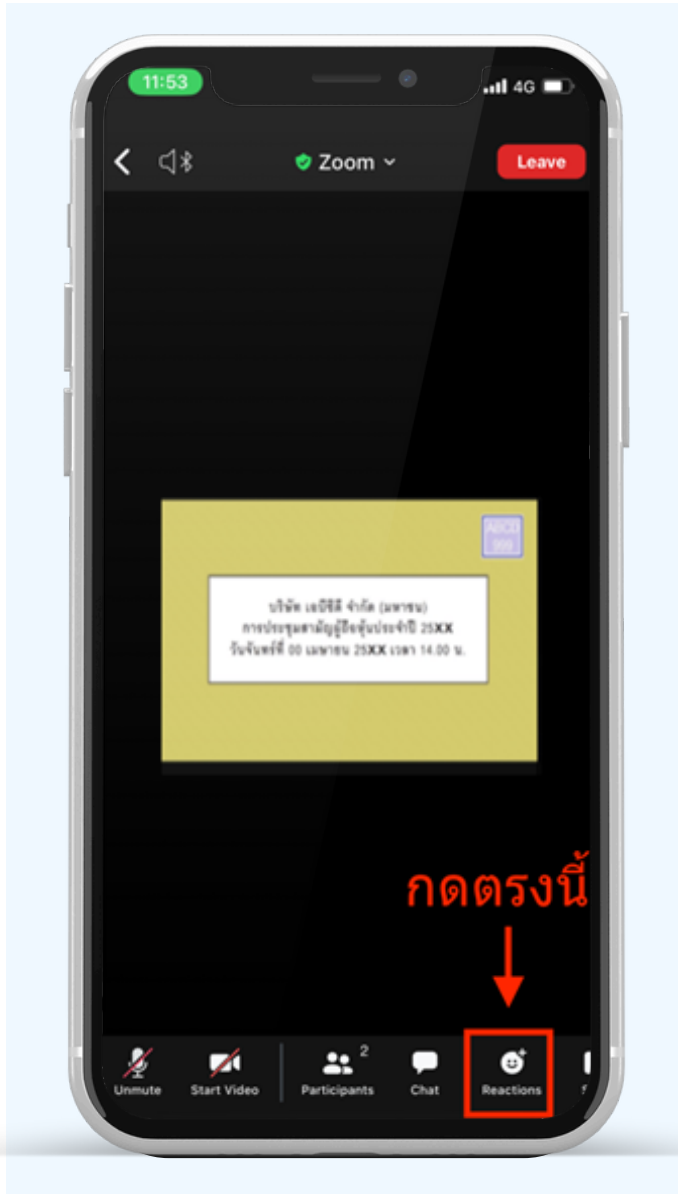 11:53
4G
Zoom
Leave
ABCD
999
บริษัท เอบีซีดี จำกัด (มหาชน)
การประชุมสามัญผู้ถือหุ้นประจำปี 25XX
วันจันทร์ที่ 00 เมษายน 25XX เวลา 14.00 น.
กดตรงนี้
2
Unmute
Start Video
Participants
Chat
Reactions